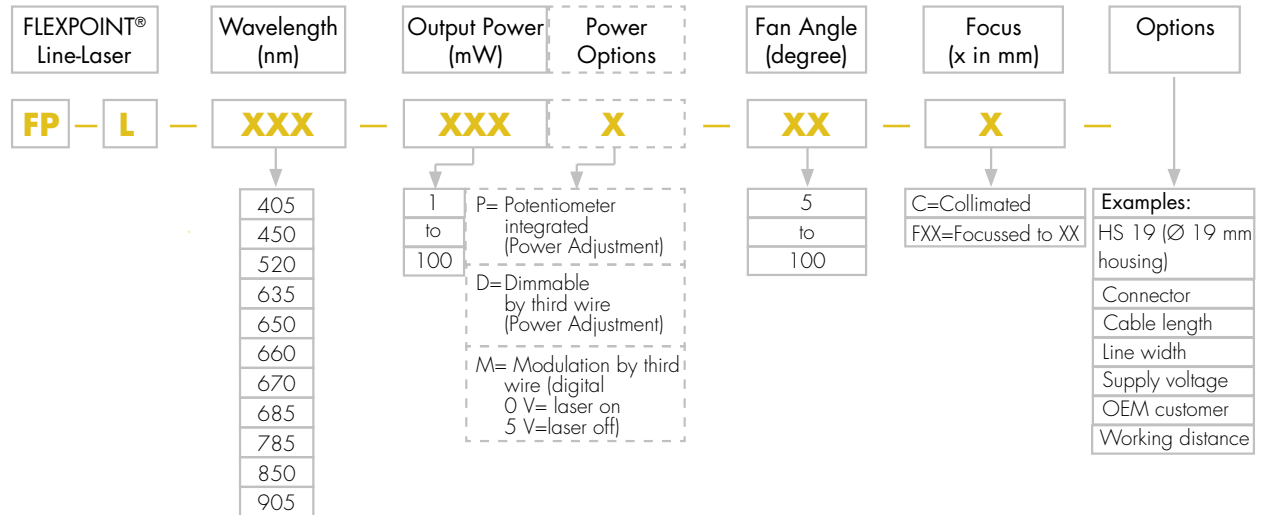 FLEXPOINT®
Line-Laser
Wavelength
(nm)
Output Power
(mW)
Power
Options
Fan Angle
(degree)
Focus
(x in mm)
Options
FP – L – XXX – XXX X – XX – X –
405
450
520
635
650
660
670
685
785
850
905
1
to
100
P= Potentiometer
integrated
(Power Adjustment)
D= Dimmable
by third wire
(Power Adjustment)
M= Modulation by third
wire (digital
0 V= laser on
5 V=laser off)
5
to
100
C=Collimated
FXX=Focussed to XX
Examples:
HS 19 (Ø 19 mm
housing)
Connector
Cable length
Line width
Supply voltage
OEM customer
Working distance